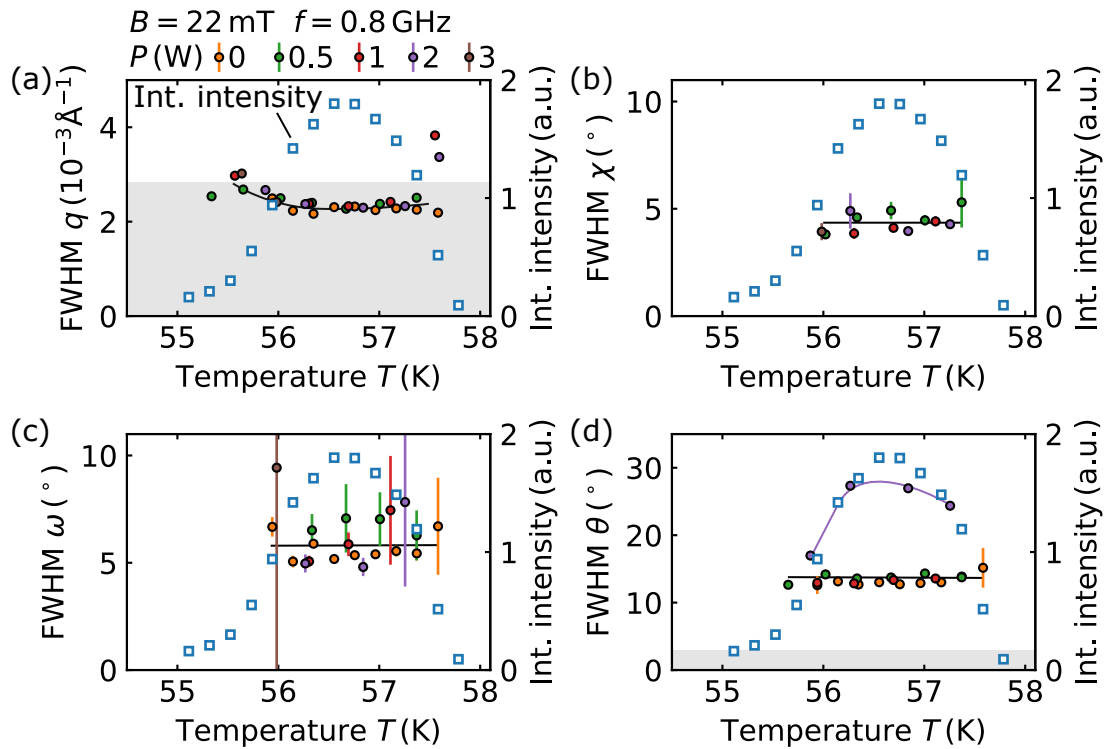 B = 22 mT f = 0.8 GHz
P (W) 0 0.5 1 2 3
(a)
Int. intensity
FWHM q (10⁻³Å⁻¹)
0
2
4
Int. intensity (a.u.)
0
1
2
55 56 57 58
Temperature T (K)
(b)
FWHM χ (°)
0
5
10
Int. intensity (a.u.)
0
1
2
55 56 57 58
Temperature T (K)
(c)
FWHM ω (°)
0
5
10
Int. intensity (a.u.)
0
1
2
55 56 57 58
Temperature T (K)
(d)
FWHM θ (°)
0
10
20
30
Int. intensity (a.u.)
0
1
2
55 56 57 58
Temperature T (K)